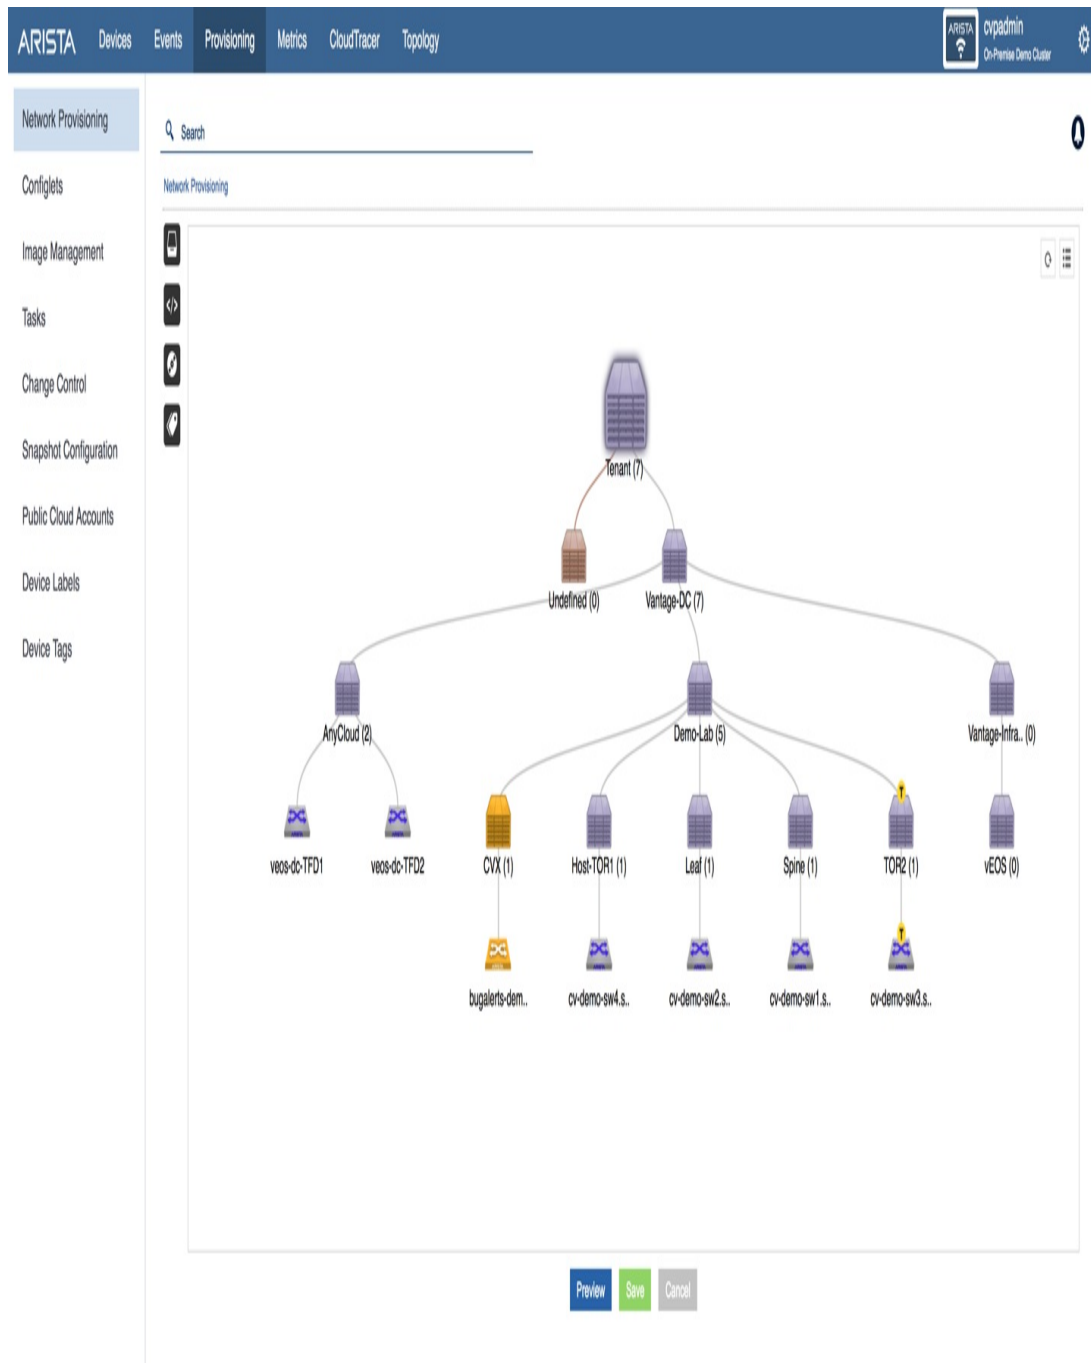 ARISTA Devices Events Provisioning Metrics CloudTracer Topology
ARISTA cvpadmin
On-Premise Demo Cluster
Network Provisioning
Configlets
Image Management
Tasks
Change Control
Snapshot Configuration
Public Cloud Accounts
Device Labels
Device Tags
Search
Network Provisioning
</>
Tenant (7)
Undefined (0) Vantage-DC (7)
AnyCloud (2) Demo-Lab (5) Vantage-Infra.. (0)
T
veos-dc-TFD1 veos-dc-TFD2 CVX (1) Host-TOR1 (1) Leaf (1) Spine (1) TOR2 (1) vEOS (0)
T
bugalerts-dem.. cv-demo-sw4.s.. cv-demo-sw2.s.. cv-demo-sw1.s.. cv-demo-sw3.s..
Preview Save Cancel